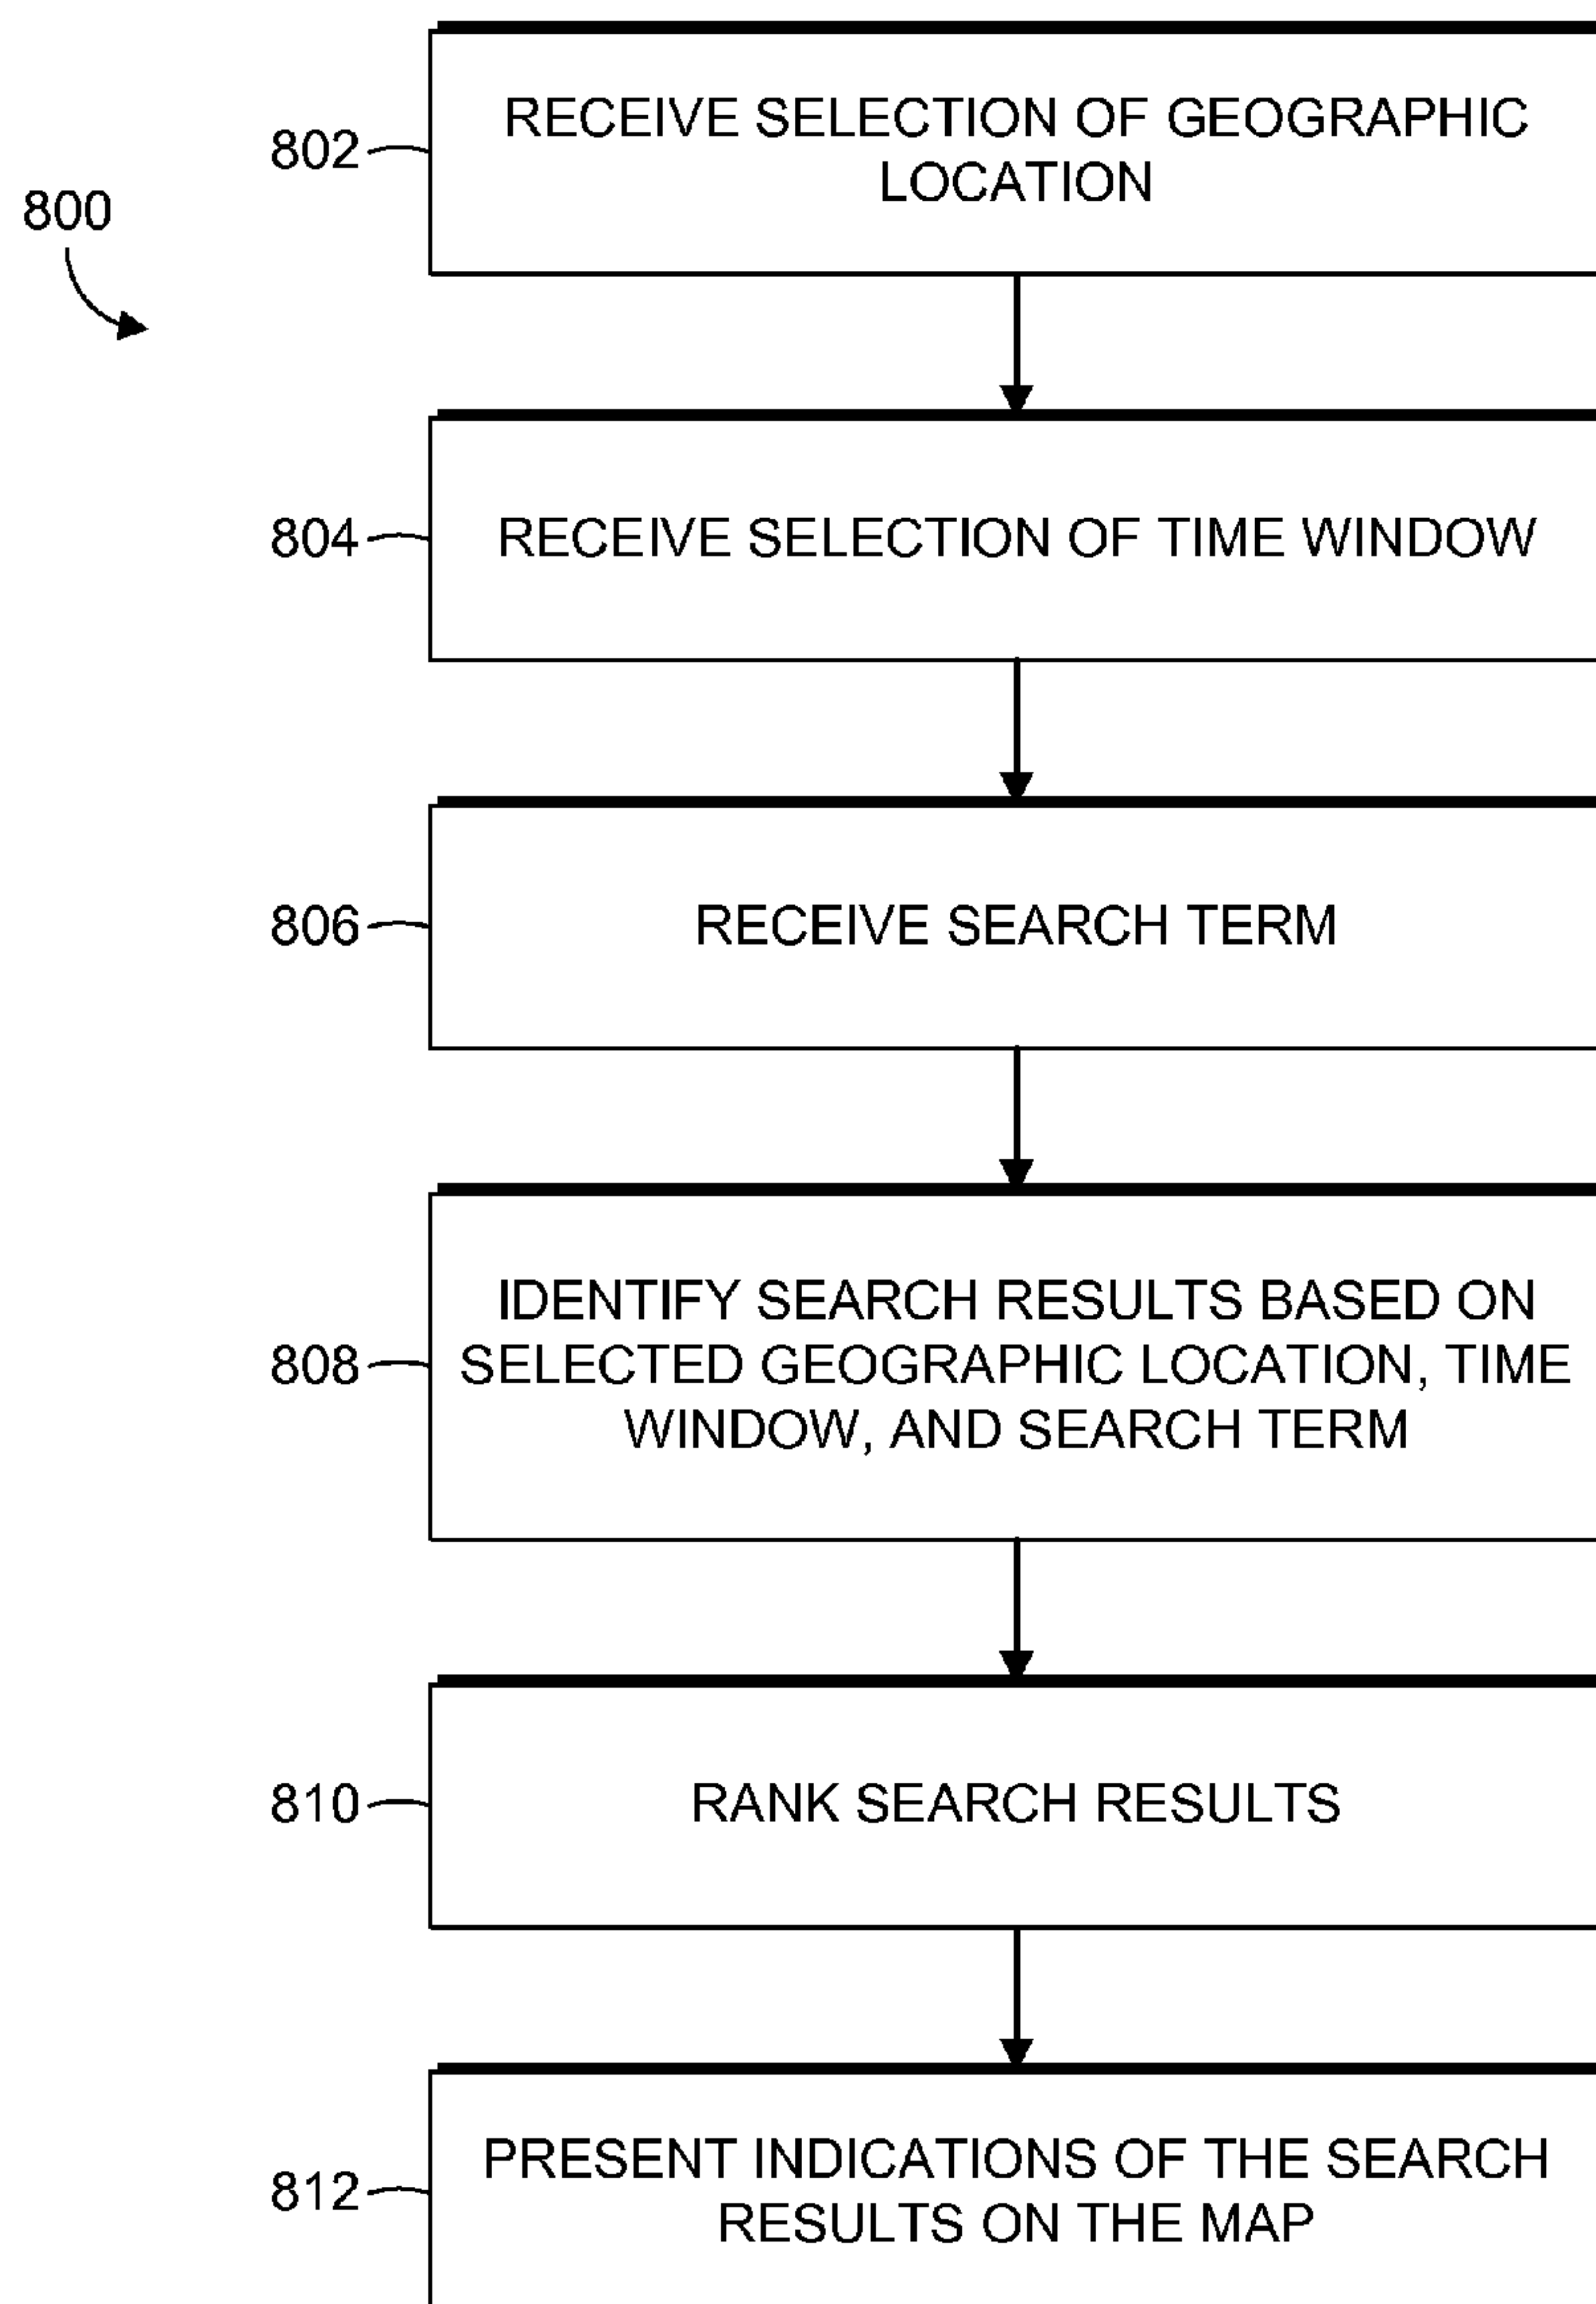 800
802
RECEIVE SELECTION OF GEOGRAPHIC
LOCATION
804
RECEIVE SELECTION OF TIME WINDOW
806
RECEIVE SEARCH TERM
808
IDENTIFY SEARCH RESULTS BASED ON
SELECTED GEOGRAPHIC LOCATION, TIME
WINDOW, AND SEARCH TERM
810
RANK SEARCH RESULTS
812
PRESENT INDICATIONS OF THE SEARCH
RESULTS ON THE MAP